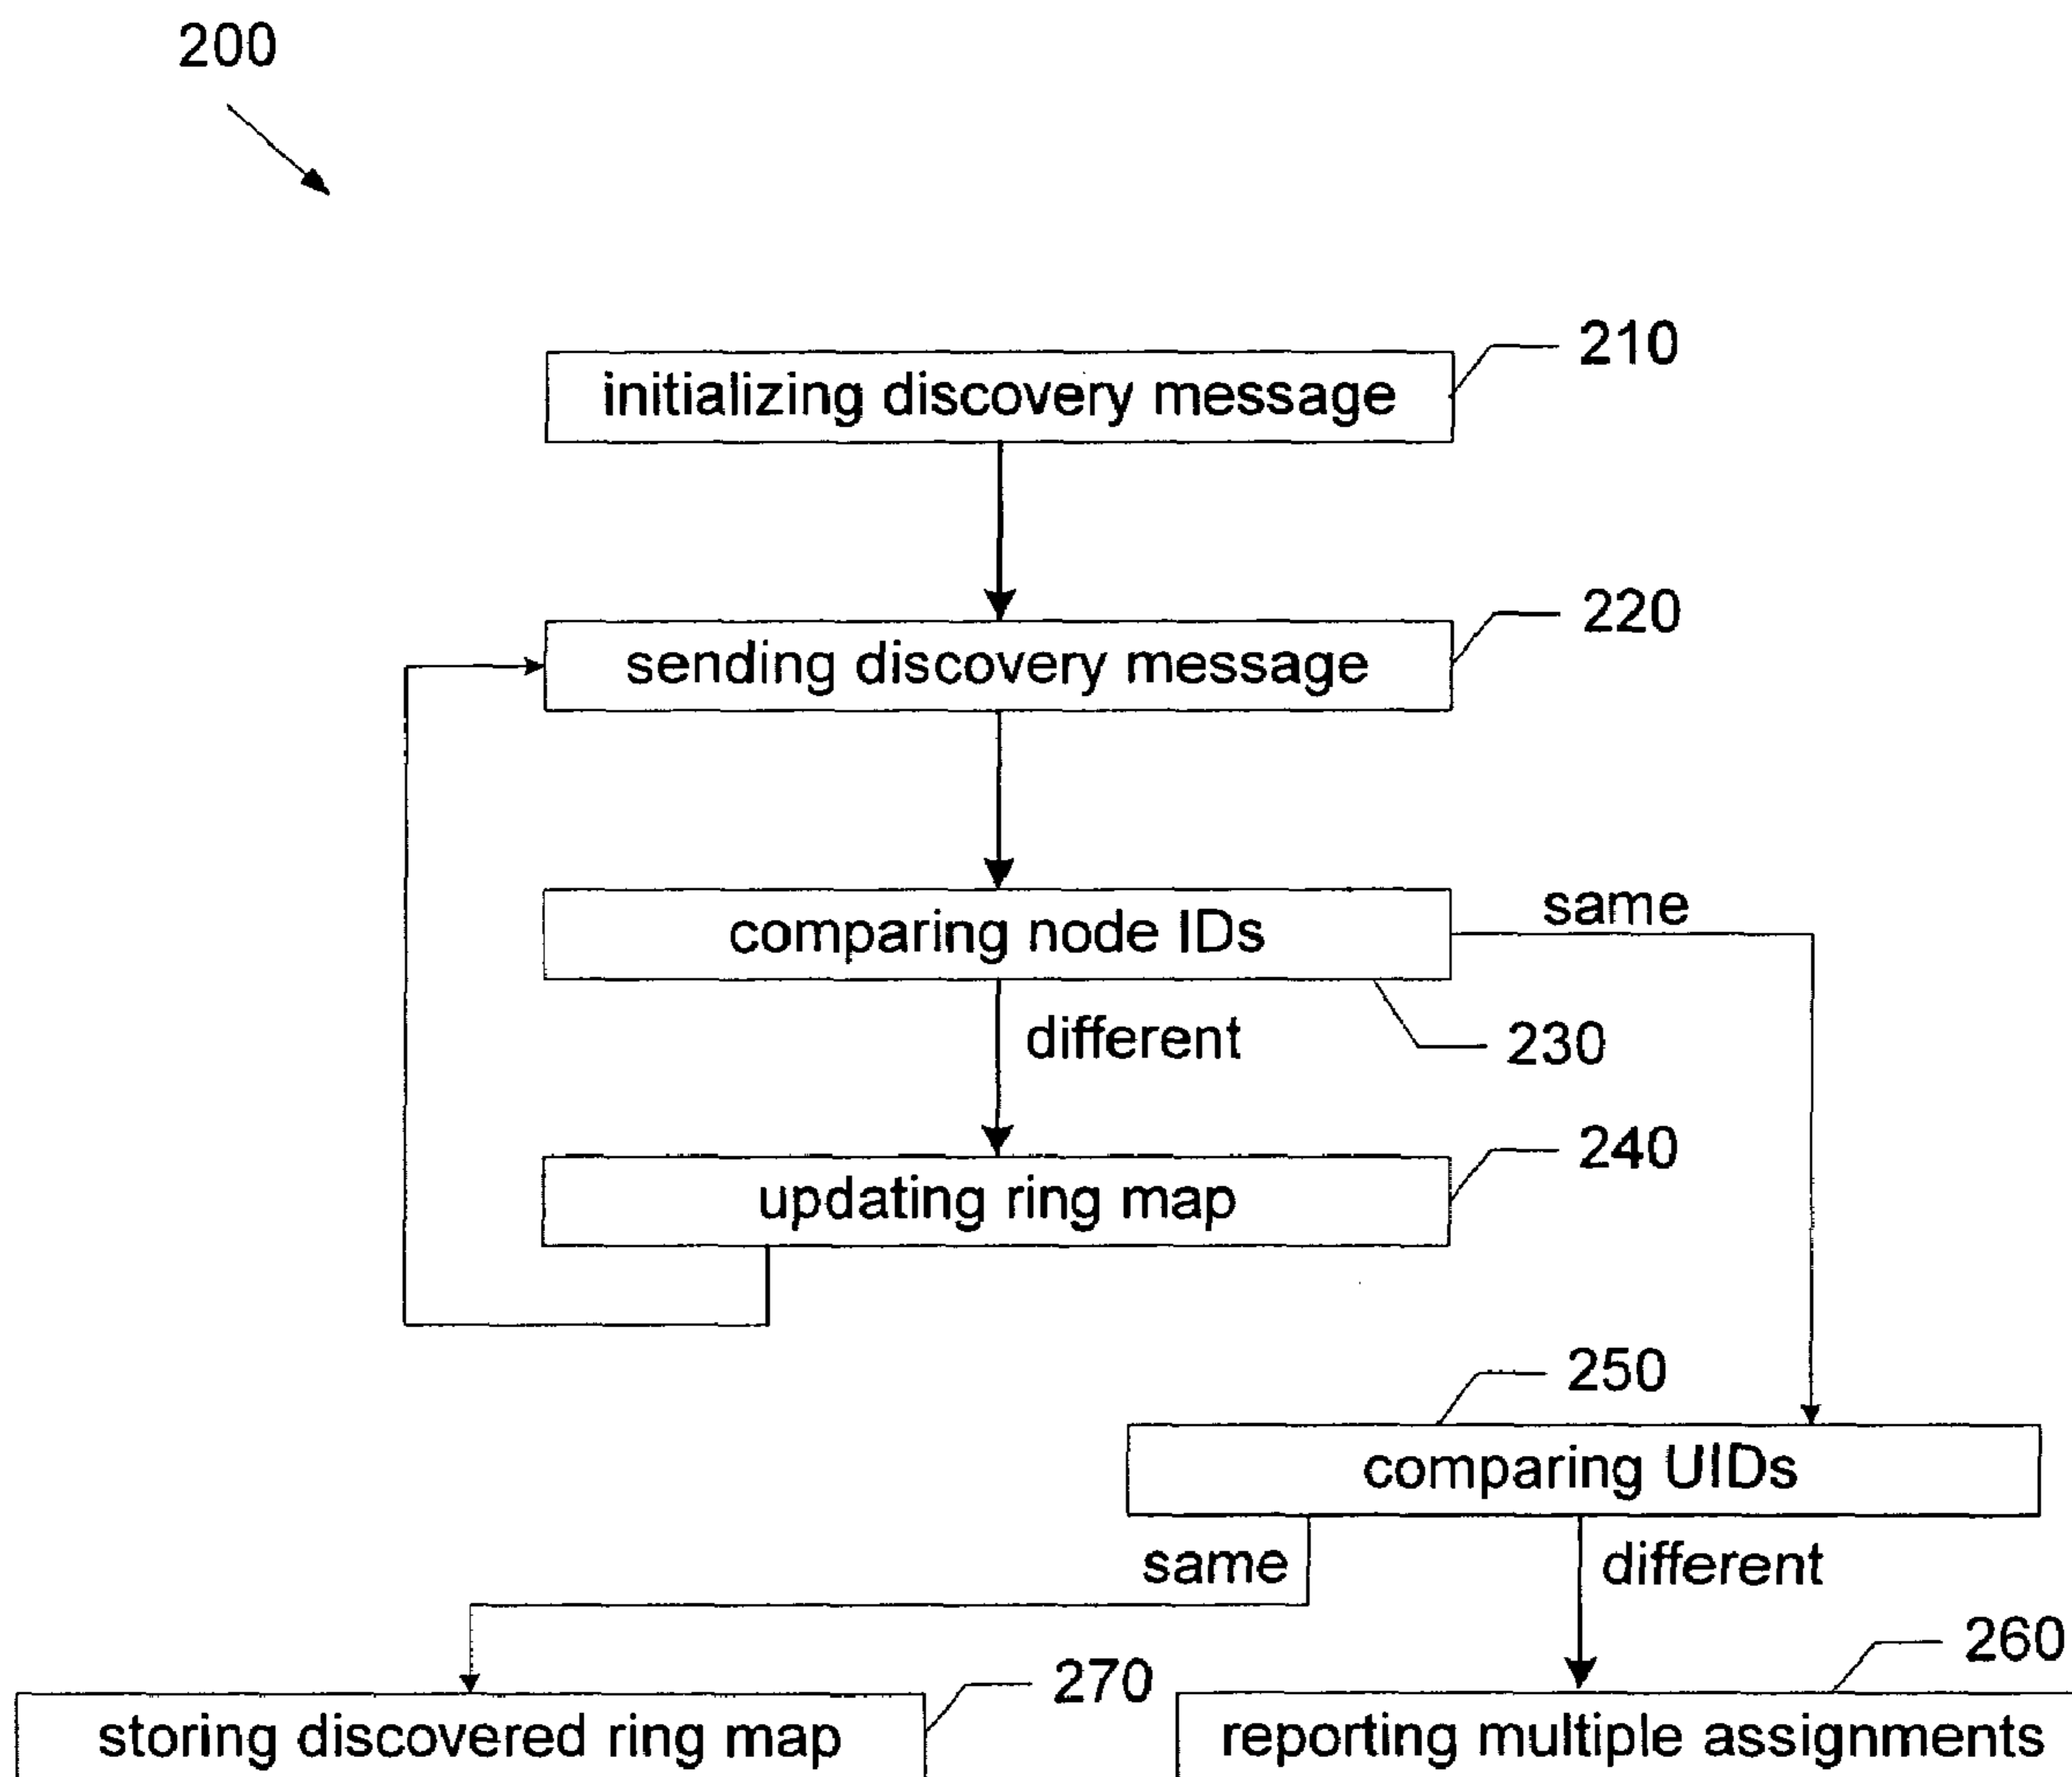 200
210
initializing discovery message
220
sending discovery message
same
comparing node IDs
different
230
240
updating ring map
250
comparing UIDs
same
different
260
270
storing discovered ring map
reporting multiple assignments